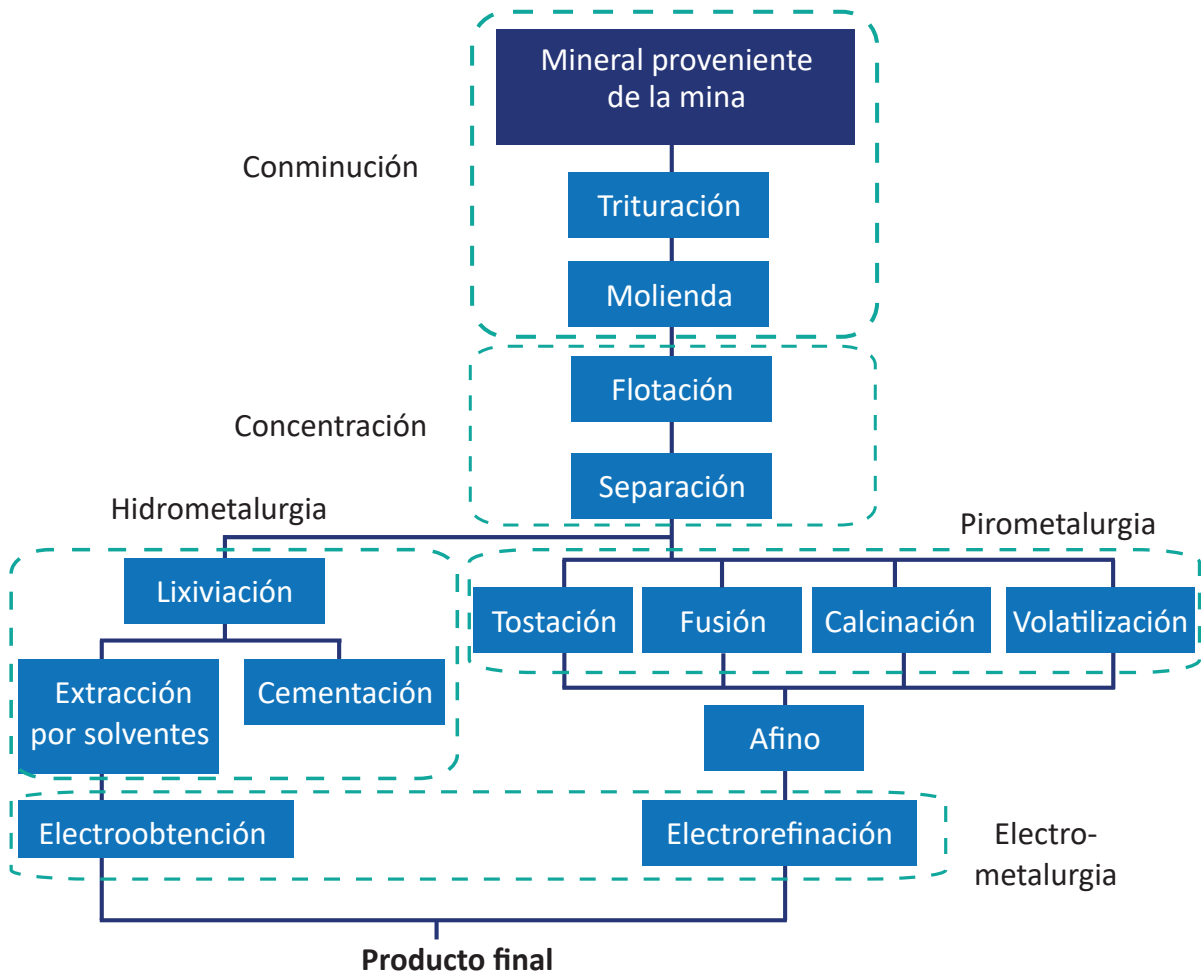 Mineral proveniente
de la mina
Conminución
Trituración
Molienda
Flotación
Concentración
Separación
Hidrometalurgia
Pirometalurgia
Lixiviación
Tostación
Fusión
Calcinación
Volatilización
Extracción
por solventes
Cementación
Afino
Electroobtención
Electrorefinación
Electro-
metalurgia
Producto final